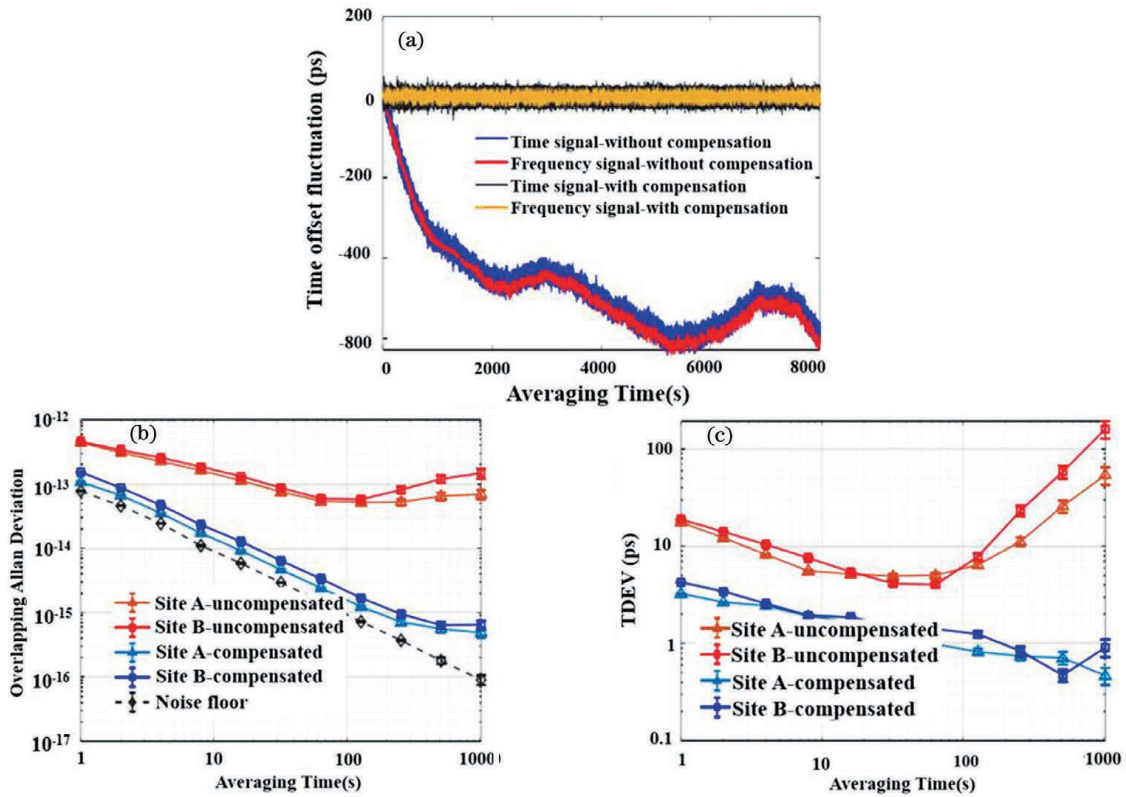 (a)
200
0
-200
-400
-600
-800
Time offset fluctuation (ps)
Time signal-without compensation
Frequency signal-without compensation
Time signal-with compensation
Frequency signal-with compensation
0 2000 4000 6000 8000
Averaging Time(s)
(b)
10-12
10-13
10-14
10-15
10-16
10-17
Overlapping Allan Deviation
Site A-uncompensated
Site B-uncompensated
Site A-compensated
Site B-compensated
Noise floor
1 10 100 1000
Averaging Time(s)
(c)
100
10
1
0.1
TDEV (ps)
Site A-uncompensated
Site B-uncompensated
Site A-compensated
Site B-compensated
1 10 100 1000
Averaging Time(s)